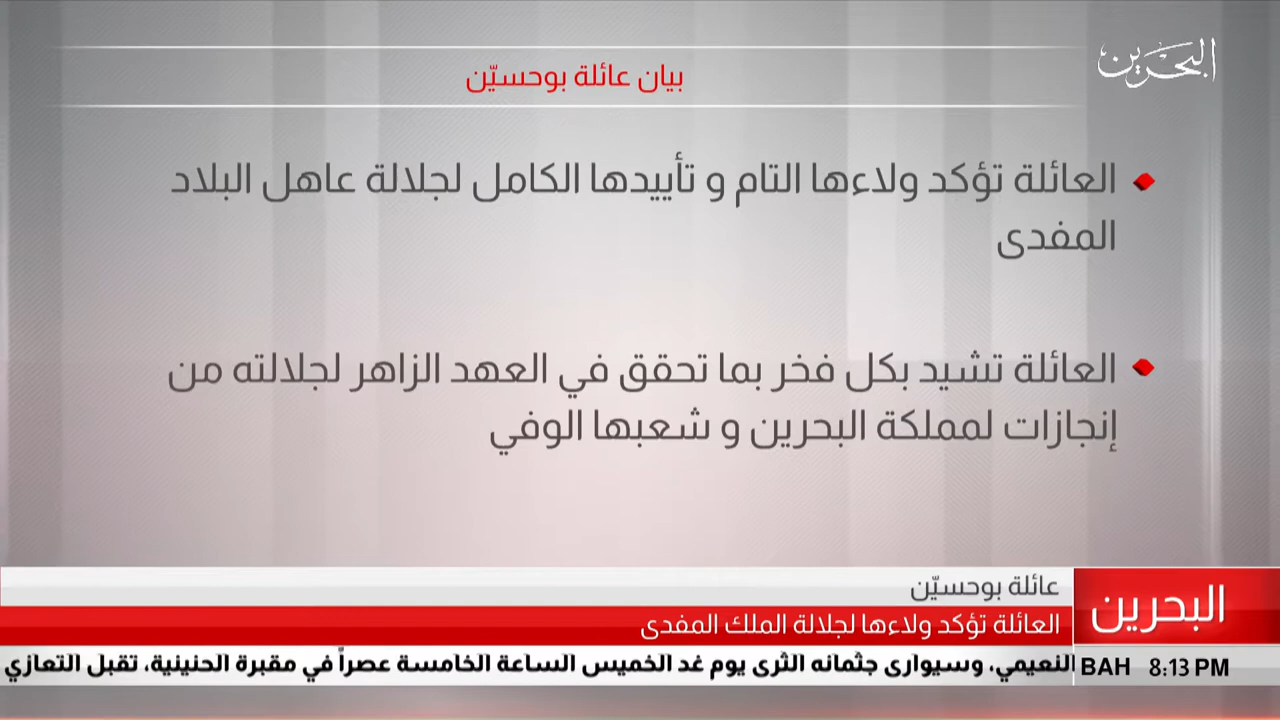 البحرين
بيان عائلة بوحسيّن
العائلة تؤكد ولاءها التام و تأييدها الكامل لجلالة عاهل البلاد
المفدى
العائلة تشيد بكل فخر بما تحقق في العهد الزاهر لجلالته من
إنجازات لمملكة البحرين و شعبها الوفي
البحرين
عائلة بوحسيّن
العائلة تؤكد ولاءها لجلالة الملك المفدى
BAH 8:13 PM
النعيمي، وسيوارى جثمانه الثرى يوم غد الخميس الساعة الخامسة عصراً في مقبرة الحنينية، تقبل التعازي